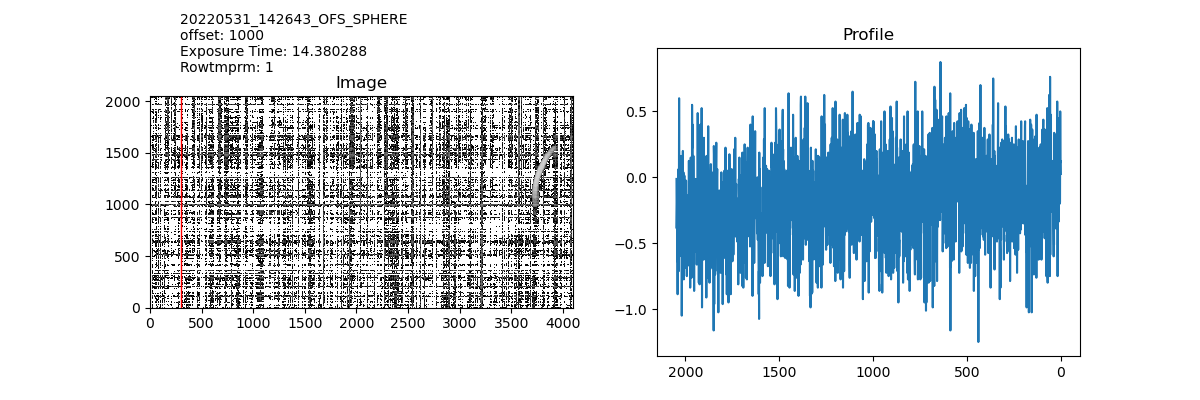 20220531_142643_OFS_SPHERE
offset: 1000
Exposure Time: 14.380288
Rowtmprm: 1
Image
2000
1500
1000
500
0
0 500 1000 1500 2000 2500 3000 3500 4000
Profile
0.5
0.0
−0.5
−1.0
2000 1500 1000 500 0